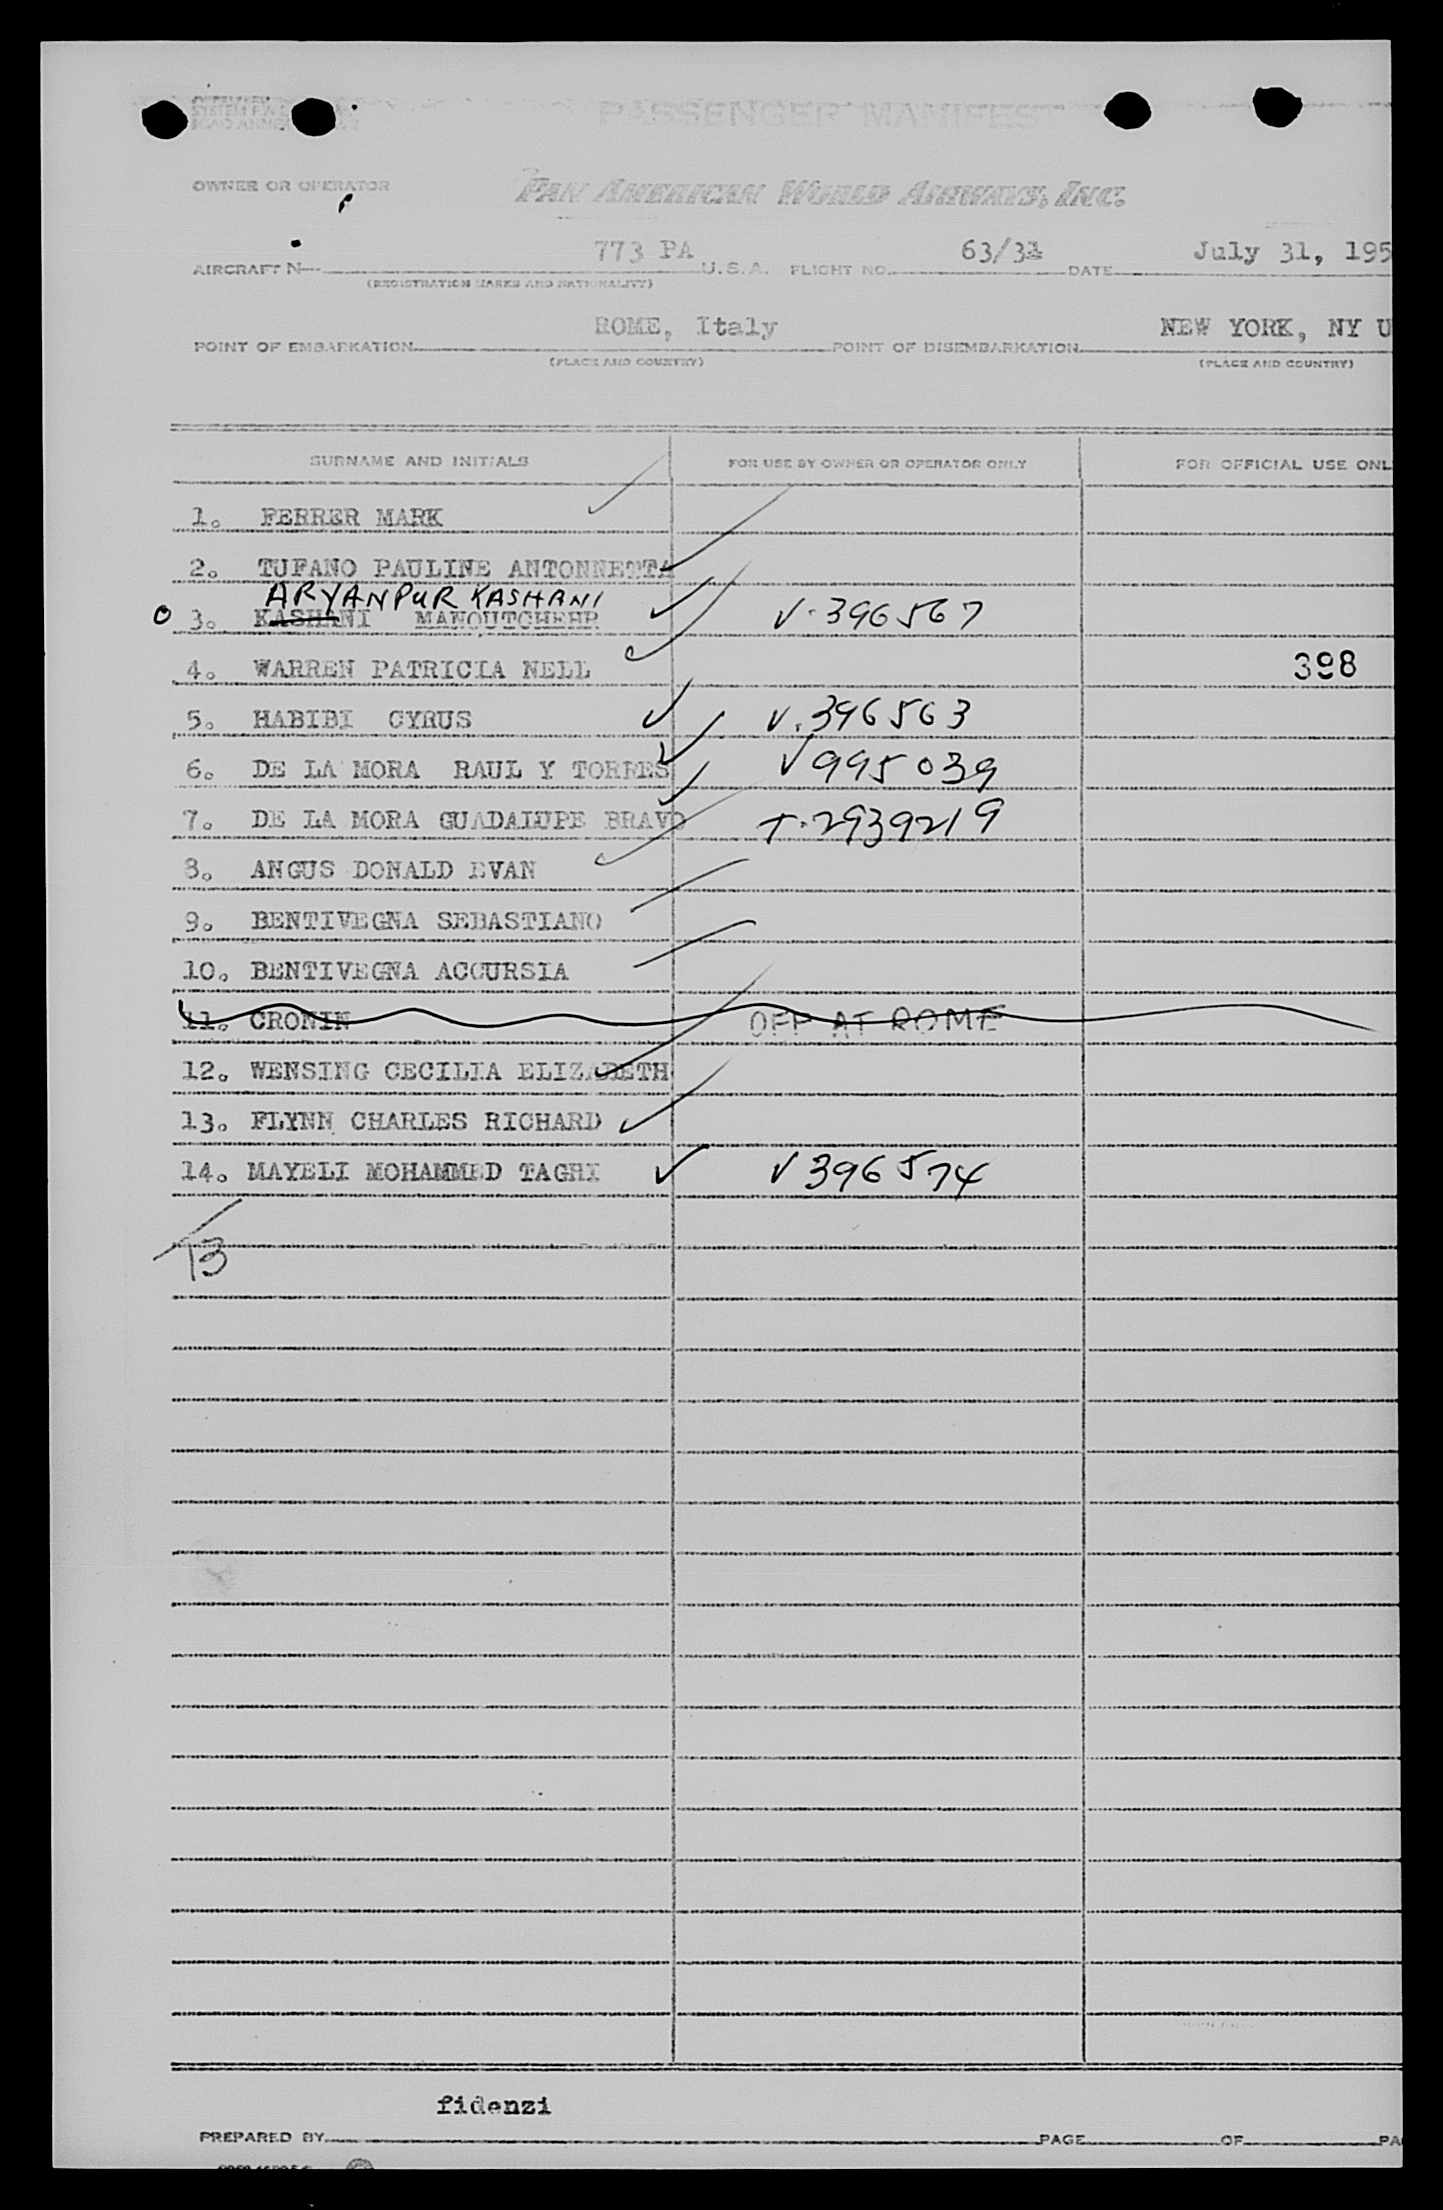 PASSENGER MANIFEST
OWNER OR OPERATOR
PAN AMERICAN WORLD AIRWAYS, INC.
AIRCRAFT N 773 PA U.S.A. FLIGHT NO. 63/3 DATE July 31, 195
(REGISTRATION MARKS AND NATIONALITY)
POINT OF EMBARKATION ROME, Italy POINT OF DISEMBARKATION NEW YORK, NY U
(PLACE AND COUNTRY) (PLACE AND COUNTRY)
SURNAME AND INITIALS FOR USE BY OWNER OR OPERATOR ONLY FOR OFFICIAL USE ONL
1. FERRER MARK
2. TUFANO PAULINE ANTONNETTA
ARYANPUR KASHANI
0 3. KASHANI MANOUTCHEHR V. 396567
4. WARREN PATRICIA NELL 398
5. HABIBI CYRUS V. 396563
6. DE LA MORA RAUL Y TORRES V 995039
7. DE LA MORA GUADALUPE BRAVO T. 2939219
8. ANGUS DONALD EVAN
9. BENTIVEGNA SEBASTIANO
10. BENTIVEGNA ACCURSIA
11. CRONIN OFF AT ROME
12. WENSING CECILIA ELIZABETH
13. FLYNN CHARLES RICHARD
14. MAYELI MOHAMMED TAGHI V 396574
13
fidenzi
PREPARED BY PAGE OF PA